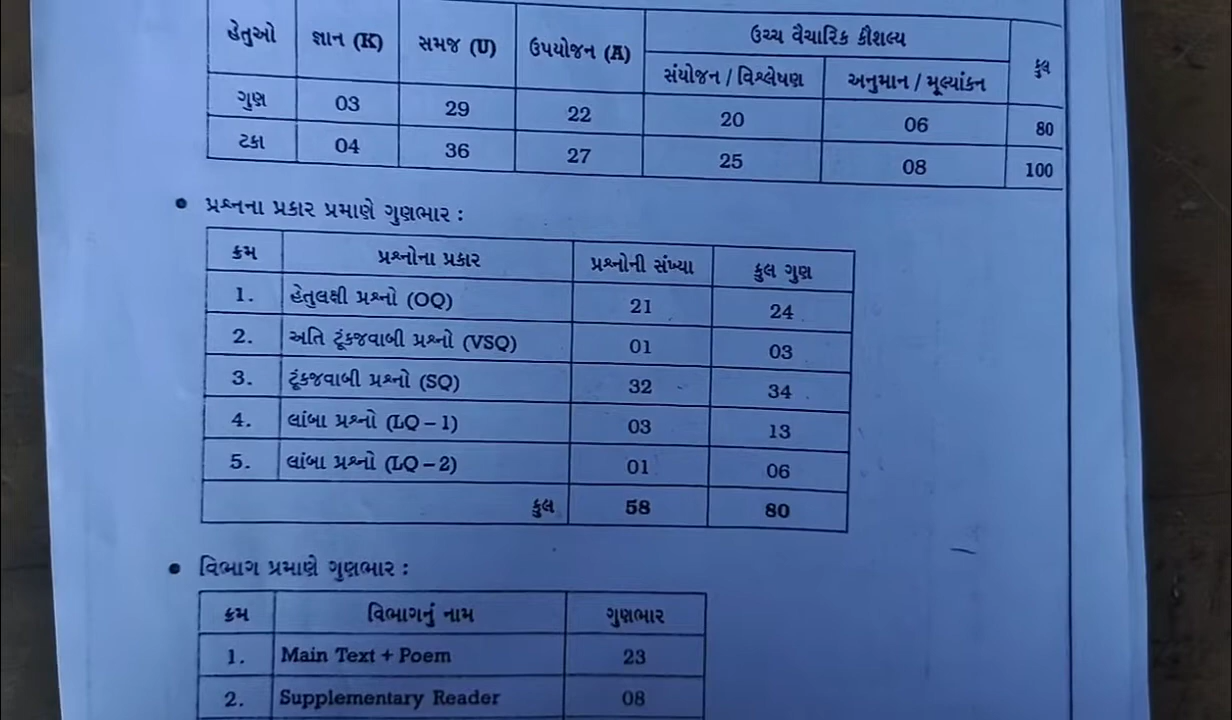 હેતુઓ જ્ઞાન (K) સમજ (U) ઉપયોજન (A) ઉચ્ચ વૈચારિક કૌશલ્ય કુલ
સંયોજન / વિશ્લેષણ અનુમાન / મૂલ્યાંકન
ગુણ 03 29 22 20 06 80
ટકા 04 36 27 25 08 100
• પ્રશ્નના પ્રકાર પ્રમાણે ગુણભાર :
ક્રમ પ્રશ્નોના પ્રકાર પ્રશ્નોની સંખ્યા કુલ ગુણ
1. હેતુલક્ષી પ્રશ્નો (OQ) 21 24
2. અતિ ટૂંકજવાબી પ્રશ્નો (VSQ) 01 03
3. ટૂંકજવાબી પ્રશ્નો (SQ) 32 34
4. લાંબા પ્રશ્નો (LQ – 1) 03 13
5. લાંબા પ્રશ્નો (LQ – 2) 01 06
કુલ 58 80
• વિભાગ પ્રમાણે ગુણભાર :
ક્રમ વિભાગનું નામ ગુણભાર
1. Main Text + Poem 23
2. Supplementary Reader 08